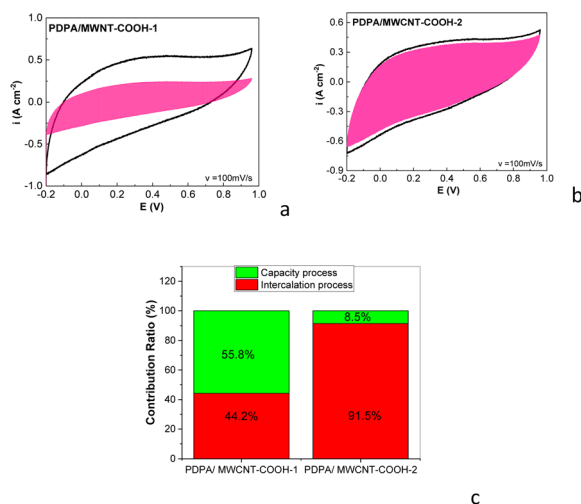 PDPA/MWNT-COOH-1
1.0
0.5
0.0
-0.5
-1.0
i (A cm-2)
-0.2 0.0 0.2 0.4 0.6 0.8 1.0
E (V)
v =100mV/s
a
PDPA/MWCNT-COOH-2
0.6
0.3
0.0
-0.3
-0.6
-0.9
i (A cm-2)
-0.2 0.0 0.2 0.4 0.6 0.8 1.0
E (V)
v =100mV/s
b
Capacity process
Intercalation process
120
100
80
60
40
20
0
Contribution Ratio (%)
55.8%
44.2%
8.5%
91.5%
PDPA/ MWCNT-COOH-1 PDPA/ MWCNT-COOH-2
c